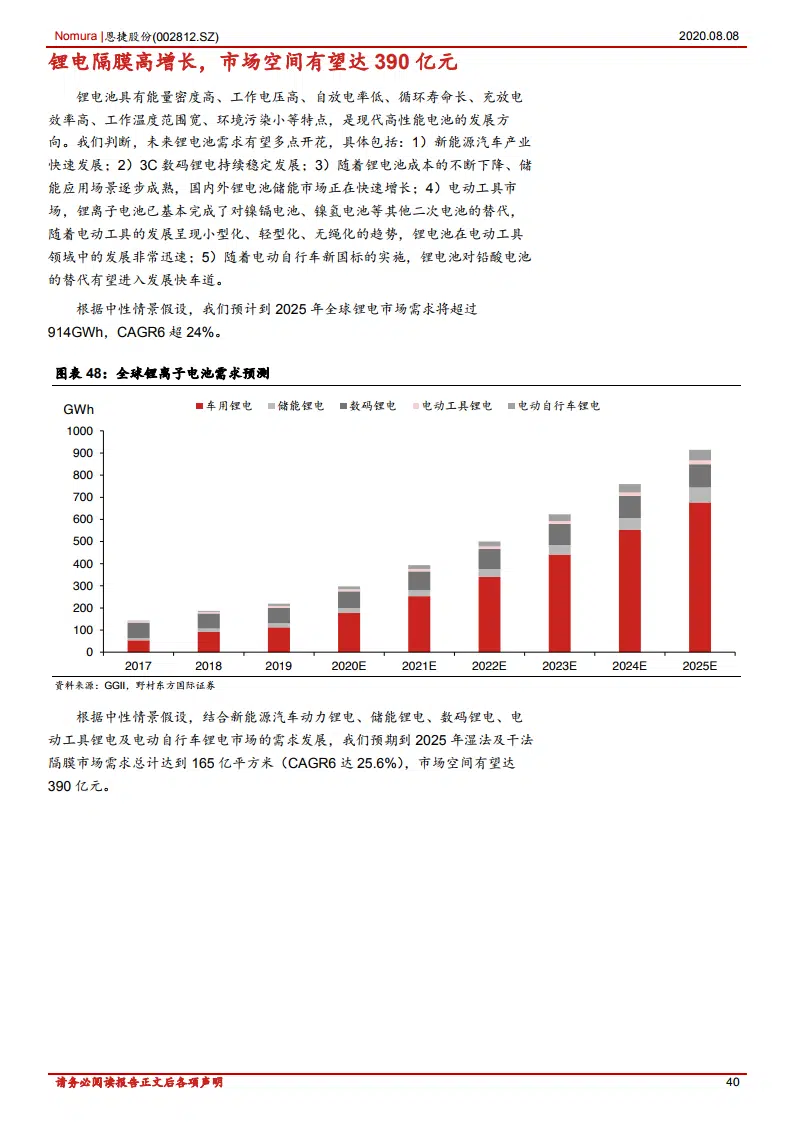 Nomura |恩捷股份(002812.SZ)
2020.08.08
锂电隔膜高增长，市场空间有望达 390 亿元
锂电池具有能量密度高、工作电压高、自放电率低、循环寿命长、充放电
效率高、工作温度范围宽、环境污染小等特点，是现代高性能电池的发展方
向。我们判断，未来锂电池需求有望多点开花，具体包括：1）新能源汽车产业
快速发展；2）3C 数码锂电持续稳定发展；3）随着锂电池成本的不断下降、储
能应用场景逐步成熟，国内外锂电池储能市场正在快速增长；4）电动工具市
场，锂离子电池已基本完成了对镍镉电池、镍氢电池等其他二次电池的替代，
随着电动工具的发展呈现小型化、轻型化、无绳化的趋势，锂电池在电动工具
领域中的发展非常迅速；5）随着电动自行车新国标的实施，锂电池对铅酸电池
的替代有望进入发展快车道。
根据中性情景假设，我们预计到 2025 年全球锂电市场需求将超过
914GWh，CAGR6 超 24%。
图表 48：全球锂离子电池需求预测
GWh
车用锂电 储能锂电 数码锂电 电动工具锂电 电动自行车锂电
1000
900
800
700
600
500
400
300
200
100
0
2017 2018 2019 2020E 2021E 2022E 2023E 2024E 2025E
资料来源：GGII，野村东方国际证券
根据中性情景假设，结合新能源汽车动力锂电、储能锂电、数码锂电、电
动工具锂电及电动自行车锂电市场的需求发展，我们预期到 2025 年湿法及干法
隔膜市场需求总计达到 165 亿平方米（CAGR6 达 25.6%），市场空间有望达
390 亿元。
请务必阅读报告正文后各项声明
40